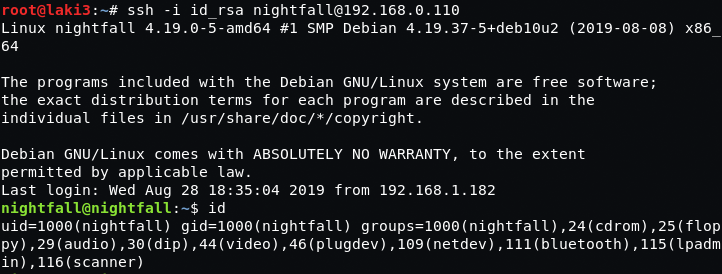 root@laki3:~# ssh -i id_rsa nightfall@192.168.0.110
Linux nightfall 4.19.0-5-amd64 #1 SMP Debian 4.19.37-5+deb10u2 (2019-08-08) x86_
64
The programs included with the Debian GNU/Linux system are free software;
the exact distribution terms for each program are described in the
individual files in /usr/share/doc/*/copyright.
Debian GNU/Linux comes with ABSOLUTELY NO WARRANTY, to the extent
permitted by applicable law.
Last login: Wed Aug 28 18:35:04 2019 from 192.168.1.182
nightfall@nightfall:~$ id
uid=1000(nightfall) gid=1000(nightfall) groups=1000(nightfall),24(cdrom),25(flop
py),29(audio),30(dip),44(video),46(plugdev),109(netdev),111(bluetooth),115(lpadm
in),116(scanner)